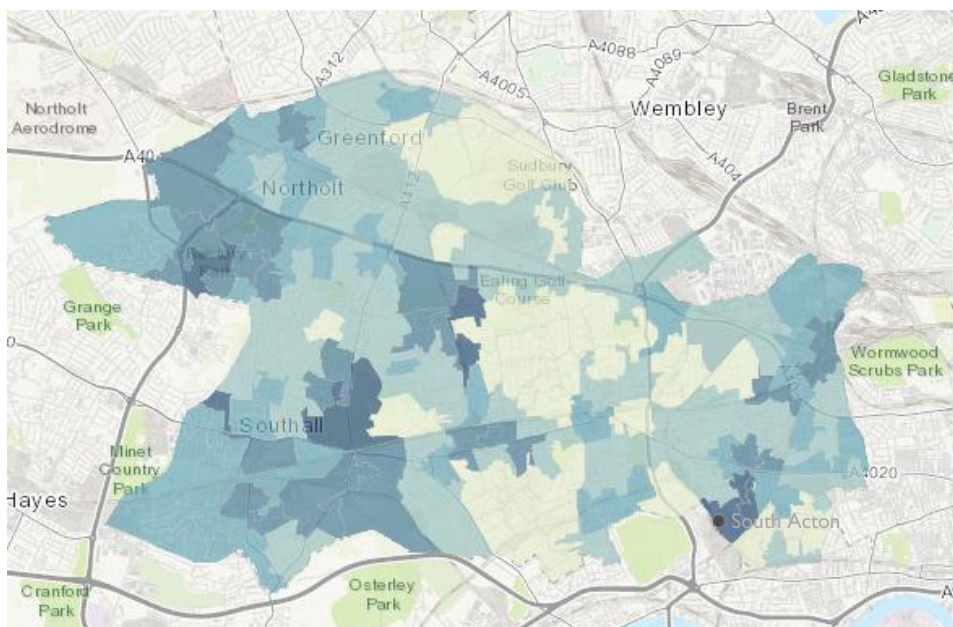 A4088
A4089
A312
A4005
Gladstone
Park
Wembley
Northolt
Aerodrome
Brent
Park
Greenford
A40
Sudbury
Golf Club
A404
Northolt
Park
Ealing Golf
Course
Grange
Park
Wormwood
Scrubs Park
Southall
Minet
Country
Park
A4020
Hayes
South Acton
Cranford
Park
Osterley
Park